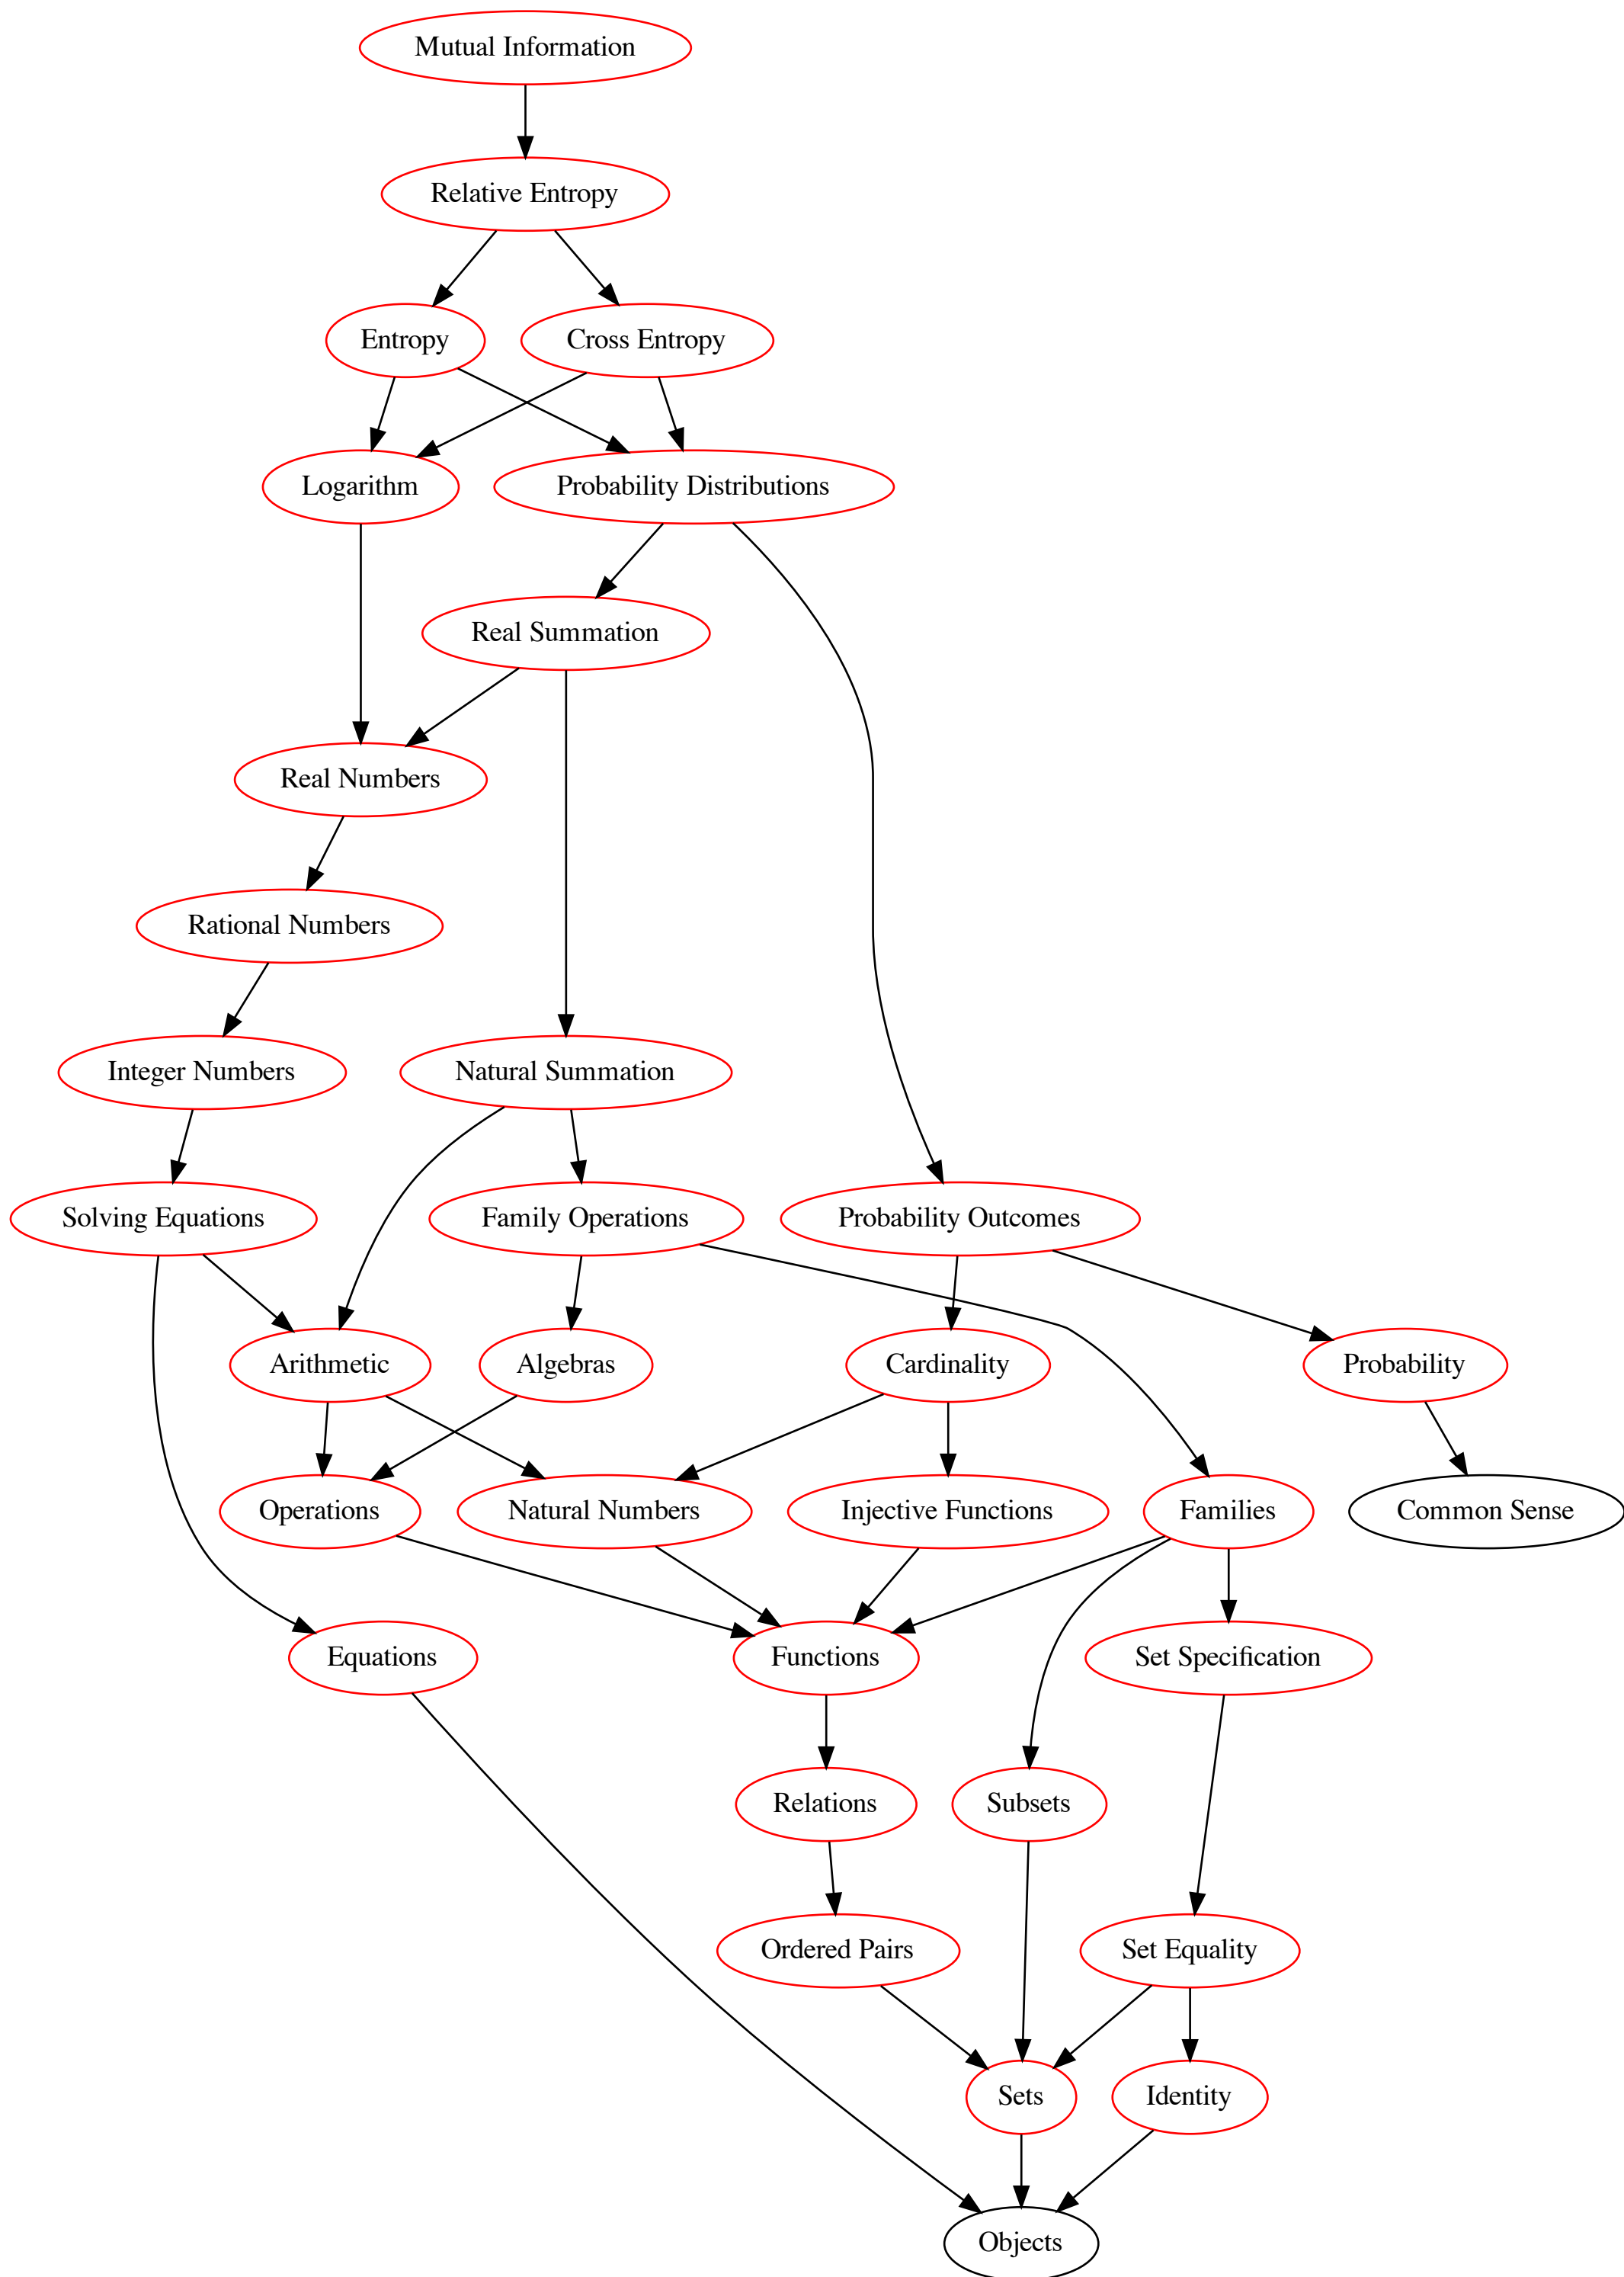 Mutual Information
Relative Entropy
Entropy
Cross Entropy
Logarithm
Probability Distributions
Real Summation
Real Numbers
Rational Numbers
Integer Numbers
Natural Summation
Solving Equations
Family Operations
Probability Outcomes
Arithmetic
Algebras
Cardinality
Probability
Operations
Natural Numbers
Injective Functions
Families
Common Sense
Equations
Functions
Set Specification
Relations
Subsets
Ordered Pairs
Set Equality
Sets
Identity
Objects